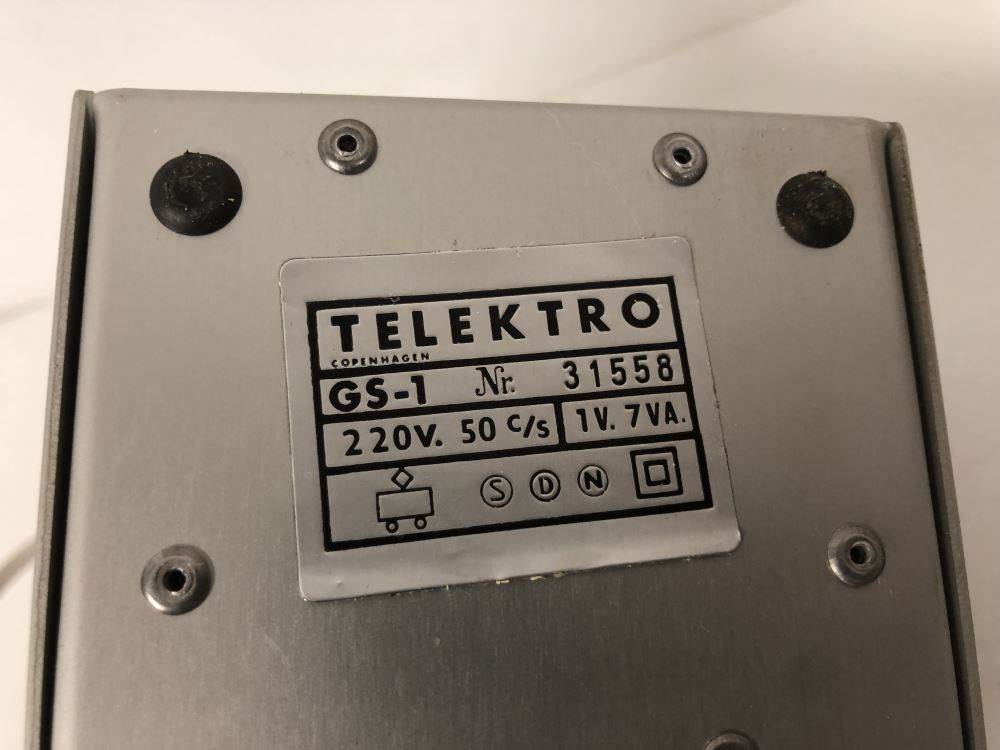 TELEKTRO
COPENHAGEN
GS-1 Nr. 31558
220V. 50 C/S 1V. 7VA.
S D N